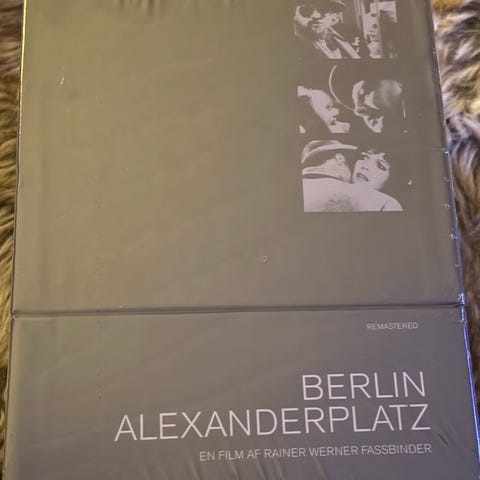 REMASTERED
BERLIN
ALEXANDERPLATZ
EN FILM AF RAINER WERNER FASSBINDER